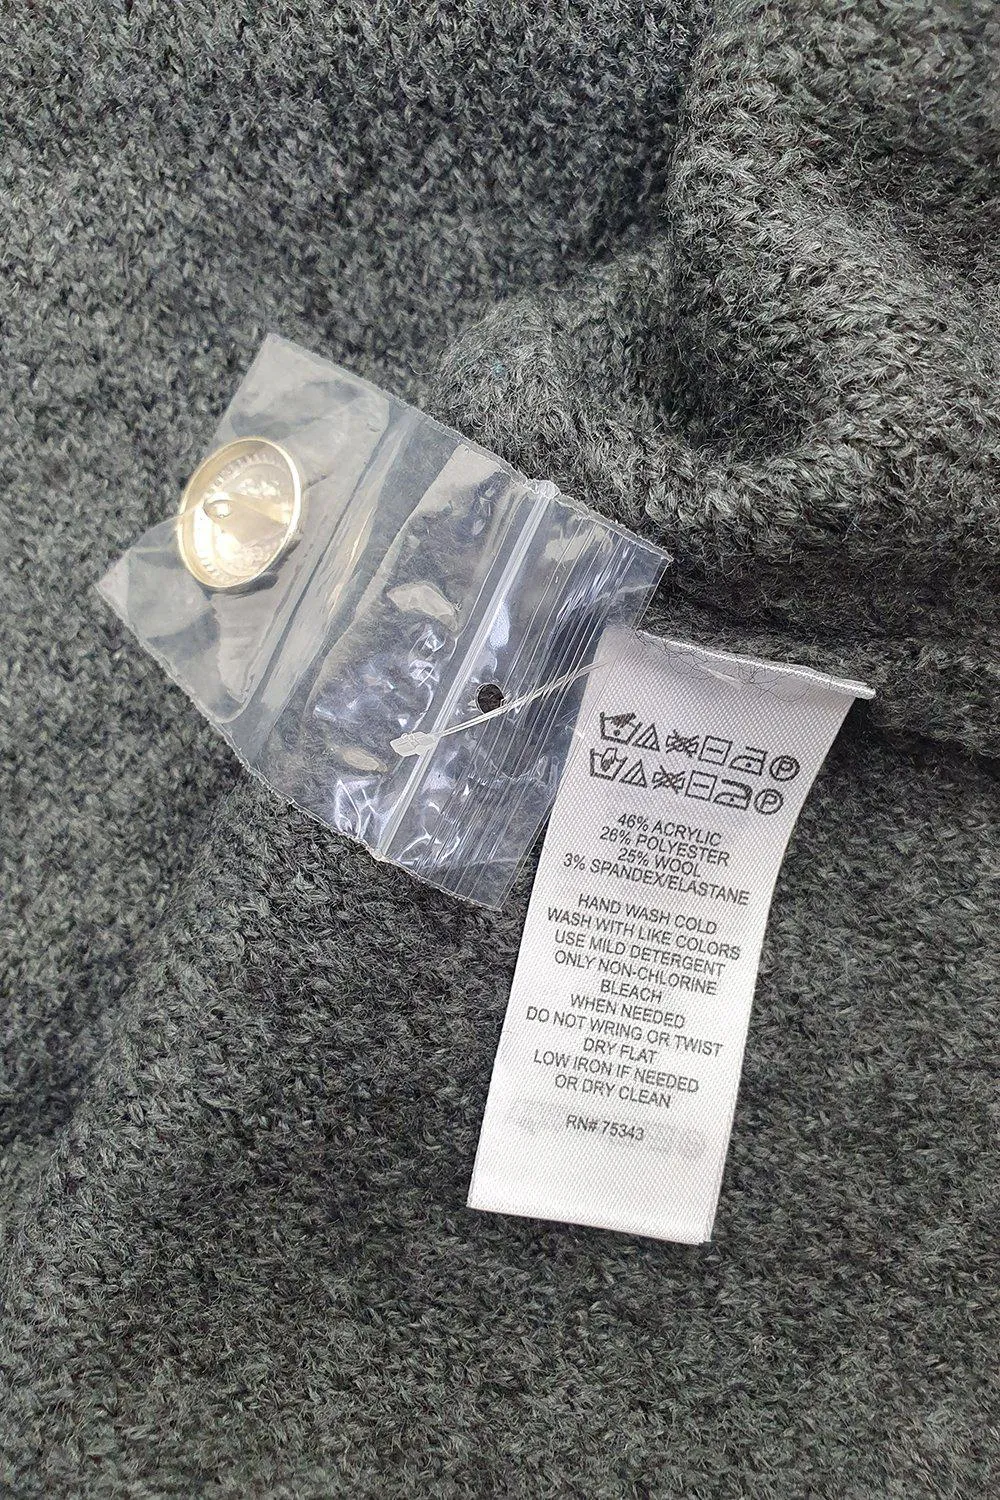 P
P
46% ACRYLIC
26% POLYESTER
25% WOOL
3% SPANDEX/ELASTANE
HAND WASH COLD
WASH WITH LIKE COLORS
USE MILD DETERGENT
ONLY NON-CHLORINE
BLEACH
WHEN NEEDED
DO NOT WRING OR TWIST
DRY FLAT
LOW IRON IF NEEDED
OR DRY CLEAN
RN# 75343